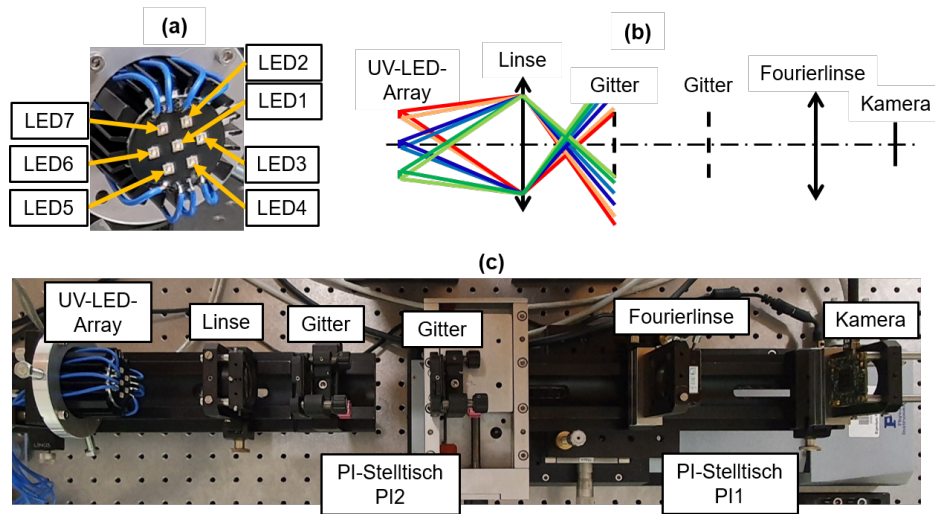 (a)
LED2
LED1
LED7
LED6
LED3
LED5
LED4
(b)
UV-LED-
Array
Linse
Gitter
Gitter
Fourierlinse
Kamera
(c)
UV-LED-
Array
Linse
Gitter
Gitter
Fourierlinse
Kamera
PI-Stelltisch
PI2
PI-Stelltisch
PI1